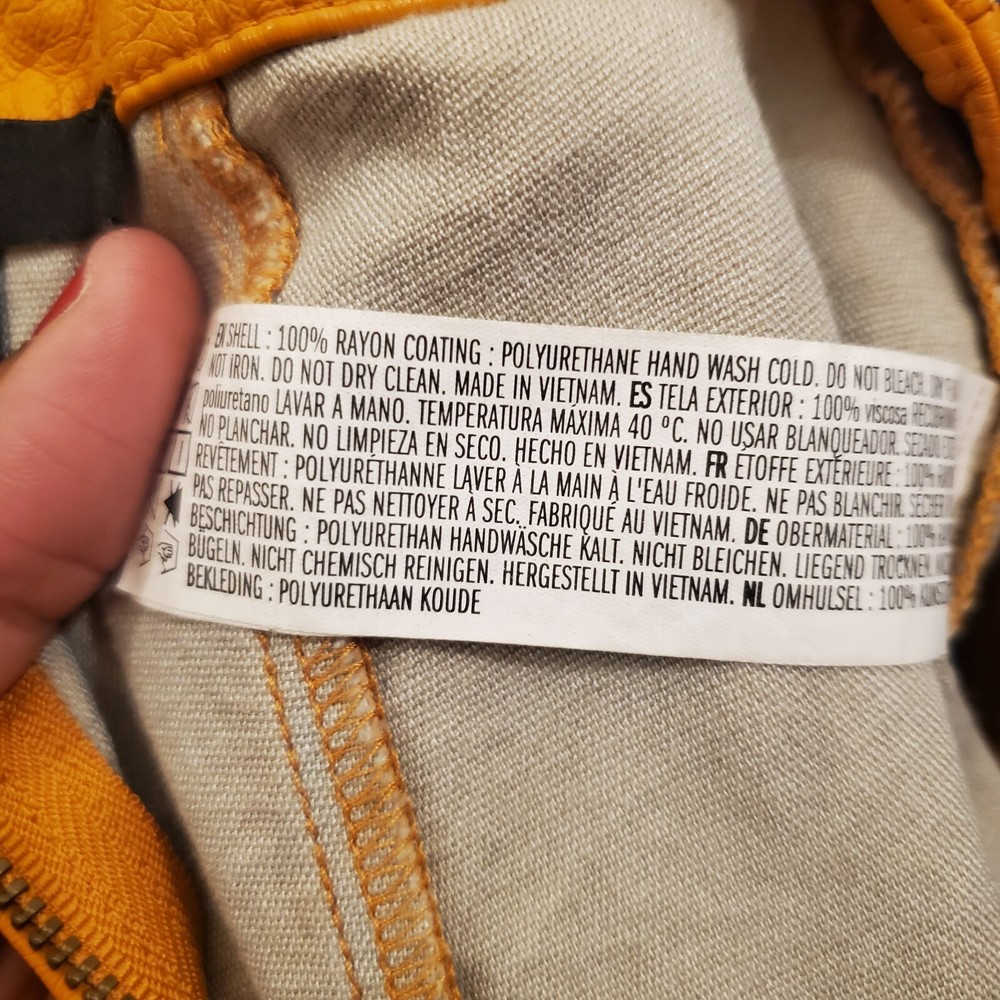 EN SHELL : 100% RAYON COATING : POLYURETHANE HAND WASH COLD. DO NOT BLEACH.
NOT IRON. DO NOT DRY CLEAN. MADE IN VIETNAM. ES TELA EXTERIOR : 100% viscosa
poliuretano LAVAR A MANO. TEMPERATURA MÁXIMA 40 ºC. NO USAR BLANQUEADOR. SECADO
NO PLANCHAR. NO LIMPIEZA EN SECO. HECHO EN VIETNAM. FR ÉTOFFE EXTÉRIEURE : 100%
REVÊTEMENT : POLYURÉTHANNE LAVER À LA MAIN À L'EAU FROIDE. NE PAS BLANCHIR. SÉCHER
PAS REPASSER. NE PAS NETTOYER À SEC. FABRIQUÉ AU VIETNAM. DE OBERMATERIAL : 100%
BESCHICHTUNG : POLYURETHAN HANDWÄSCHE KALT. NICHT BLEICHEN. LIEGEND TROCKNEN.
BÜGELN. NICHT CHEMISCH REINIGEN. HERGESTELLT IN VIETNAM. NL OMHULSEL : 100%
BEKLEDING : POLYURETHAAN KOUDE